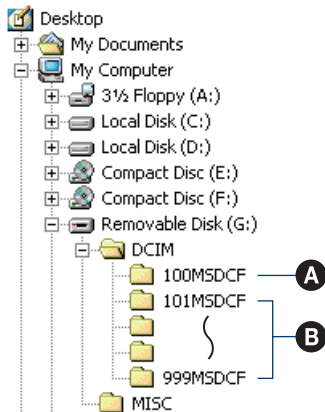 Desktop
My Documents
My Computer
3½ Floppy (A:)
Local Disk (C:)
Local Disk (D:)
Compact Disc (E:)
Compact Disc (F:)
Removable Disk (G:)
DCIM
100MSDCF A
101MSDCF
B
999MSDCF
MISC